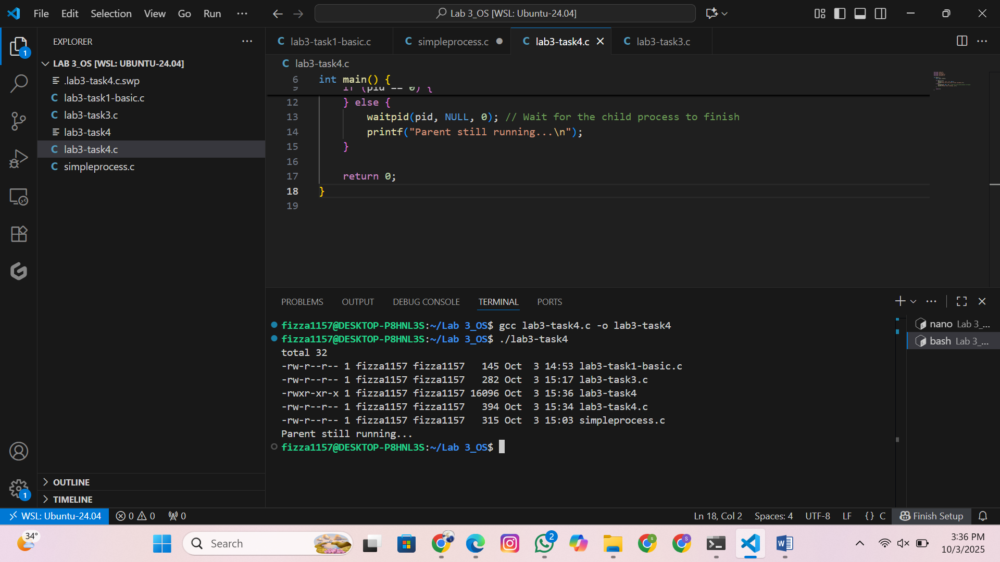 File Edit Selection View Go Run
Lab 3_OS [WSL: Ubuntu-24.04]
EXPLORER
LAB 3_OS [WSL: UBUNTU-24.04]
.lab3-task4.c.swp
C lab3-task1-basic.c
C lab3-task3.c
lab3-task4
C lab3-task4.c
C simpleprocess.c
OUTLINE
TIMELINE
1
1
C lab3-task1-basic.c C simpleprocess.c C lab3-task4.c C lab3-task3.c
C lab3-task4.c
6 int main() {
9 if (pid == 0) {
12 } else {
13 waitpid(pid, NULL, 0); // Wait for the child process to finish
14 printf("Parent still running...\n");
15 }
16
17 return 0;
18 }
19
PROBLEMS OUTPUT DEBUG CONSOLE TERMINAL PORTS
fizza1157@DESKTOP-P8HNL3S:~/Lab 3_OS$ gcc lab3-task4.c -o lab3-task4
fizza1157@DESKTOP-P8HNL3S:~/Lab 3_OS$ ./lab3-task4
total 32
-rw-r--r-- 1 fizza1157 fizza1157   145 Oct  3 14:53 lab3-task1-basic.c
-rw-r--r-- 1 fizza1157 fizza1157   282 Oct  3 15:17 lab3-task3.c
-rwxr-xr-x 1 fizza1157 fizza1157 16096 Oct  3 15:36 lab3-task4
-rw-r--r-- 1 fizza1157 fizza1157   394 Oct  3 15:34 lab3-task4.c
-rw-r--r-- 1 fizza1157 fizza1157   315 Oct  3 15:03 simpleprocess.c
Parent still running...
fizza1157@DESKTOP-P8HNL3S:~/Lab 3_OS$
nano Lab 3_...
bash Lab 3_...
WSL: Ubuntu-24.04 0 0 0 Ln 18, Col 2 Spaces: 4 UTF-8 LF {} C Finish Setup
34° Search 2 s S 3:36 PM
10/3/2025